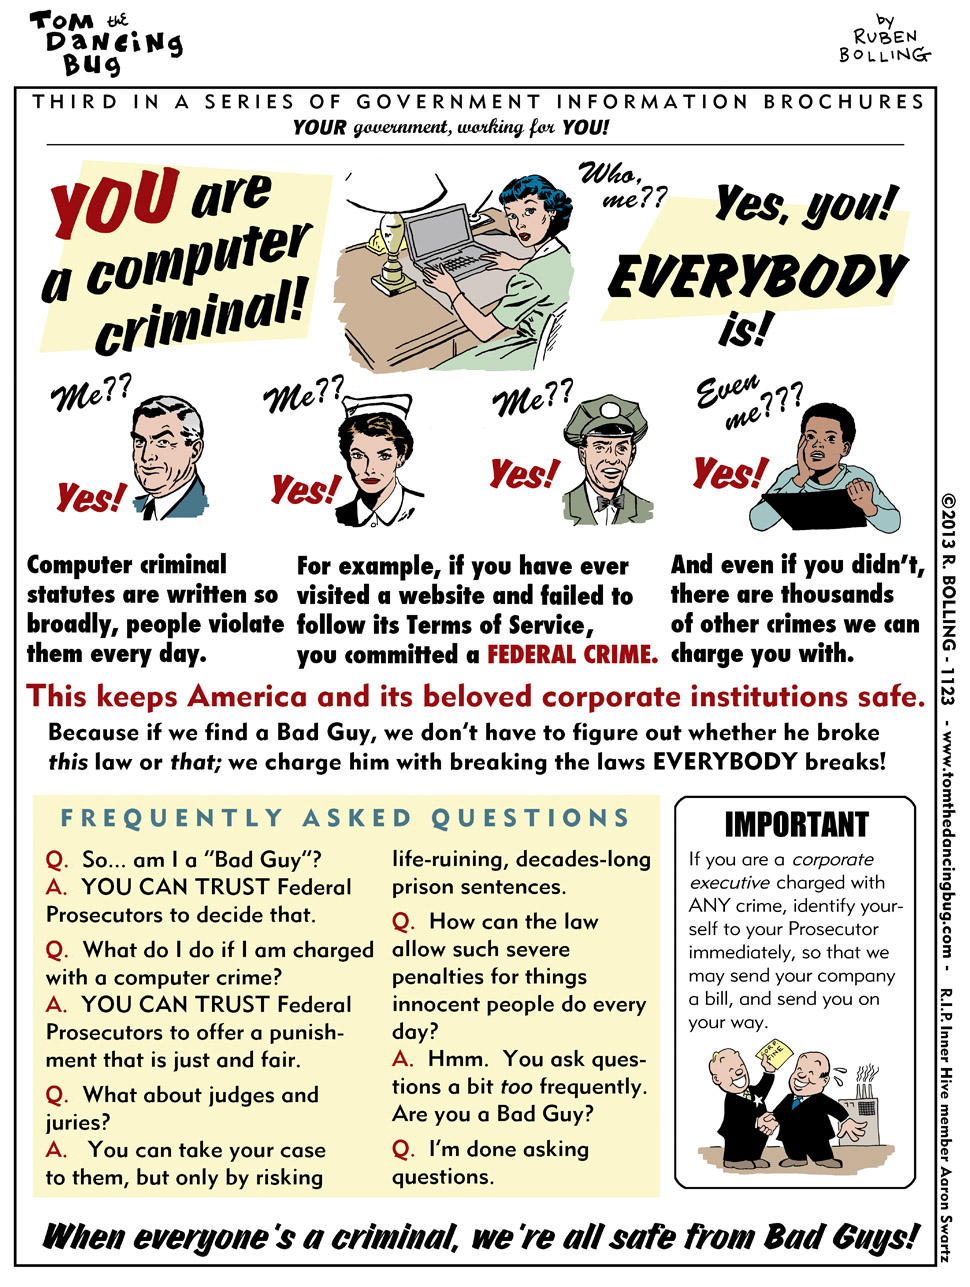 TOM the
DANCING
BUG
by
RUBEN
BOLLING
THIRD IN A SERIES OF GOVERNMENT INFORMATION BROCHURES
YOUR government, working for YOU!
YOU are
a computer
criminal!
Who,
me??
Yes, you!
EVERYBODY
is!
Me??
Yes!
Me??
Yes!
Me??
Yes!
Even
me???
Yes!
Computer criminal
statutes are written so
broadly, people violate
them every day.
For example, if you have ever
visited a website and failed to
follow its Terms of Service,
you committed a FEDERAL CRIME.
And even if you didn't,
there are thousands
of other crimes we can
charge you with.
This keeps America and its beloved corporate institutions safe.
Because if we find a Bad Guy, we don't have to figure out whether he broke
this law or that; we charge him with breaking the laws EVERYBODY breaks!
FREQUENTLY ASKED QUESTIONS
Q. So... am I a "Bad Guy"?
A. YOU CAN TRUST Federal
Prosecutors to decide that.
Q. What do I do if I am charged
with a computer crime?
A. YOU CAN TRUST Federal
Prosecutors to offer a punish-
ment that is just and fair.
Q. What about judges and
juries?
A. You can take your case
to them, but only by risking
life-ruining, decades-long
prison sentences.
Q. How can the law
allow such severe
penalties for things
innocent people do every
day?
A. Hmm. You ask ques-
tions a bit too frequently.
Are you a Bad Guy?
Q. I'm done asking
questions.
IMPORTANT
If you are a corporate
executive charged with
ANY crime, identify your-
self to your Prosecutor
immediately, so that we
may send your company
a bill, and send you on
your way.
CORP.
FINE
When everyone's a criminal, we're all safe from Bad Guys!
©2013 R. BOLLING - 1123 - www.tomthedancingbug.com - R.I.P. Inner Hive member Aaron Swartz